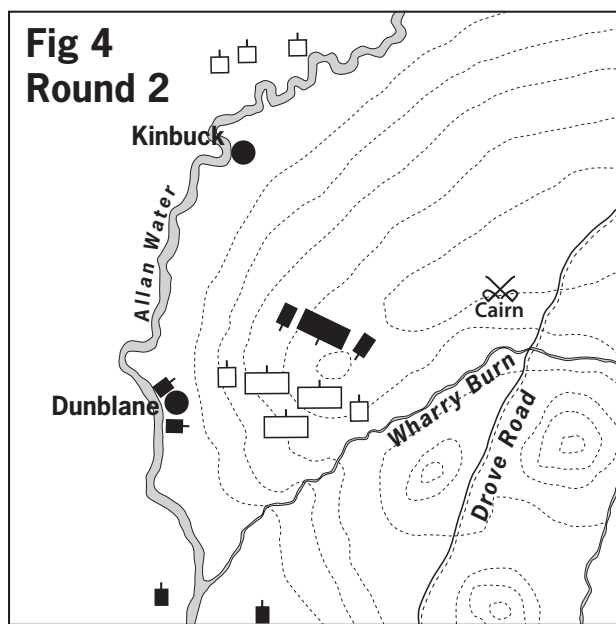 Fig 4
Round 2
Kinbuck
Allan Water
Cairn
Dunblane
Wharry Burn
Drove Road